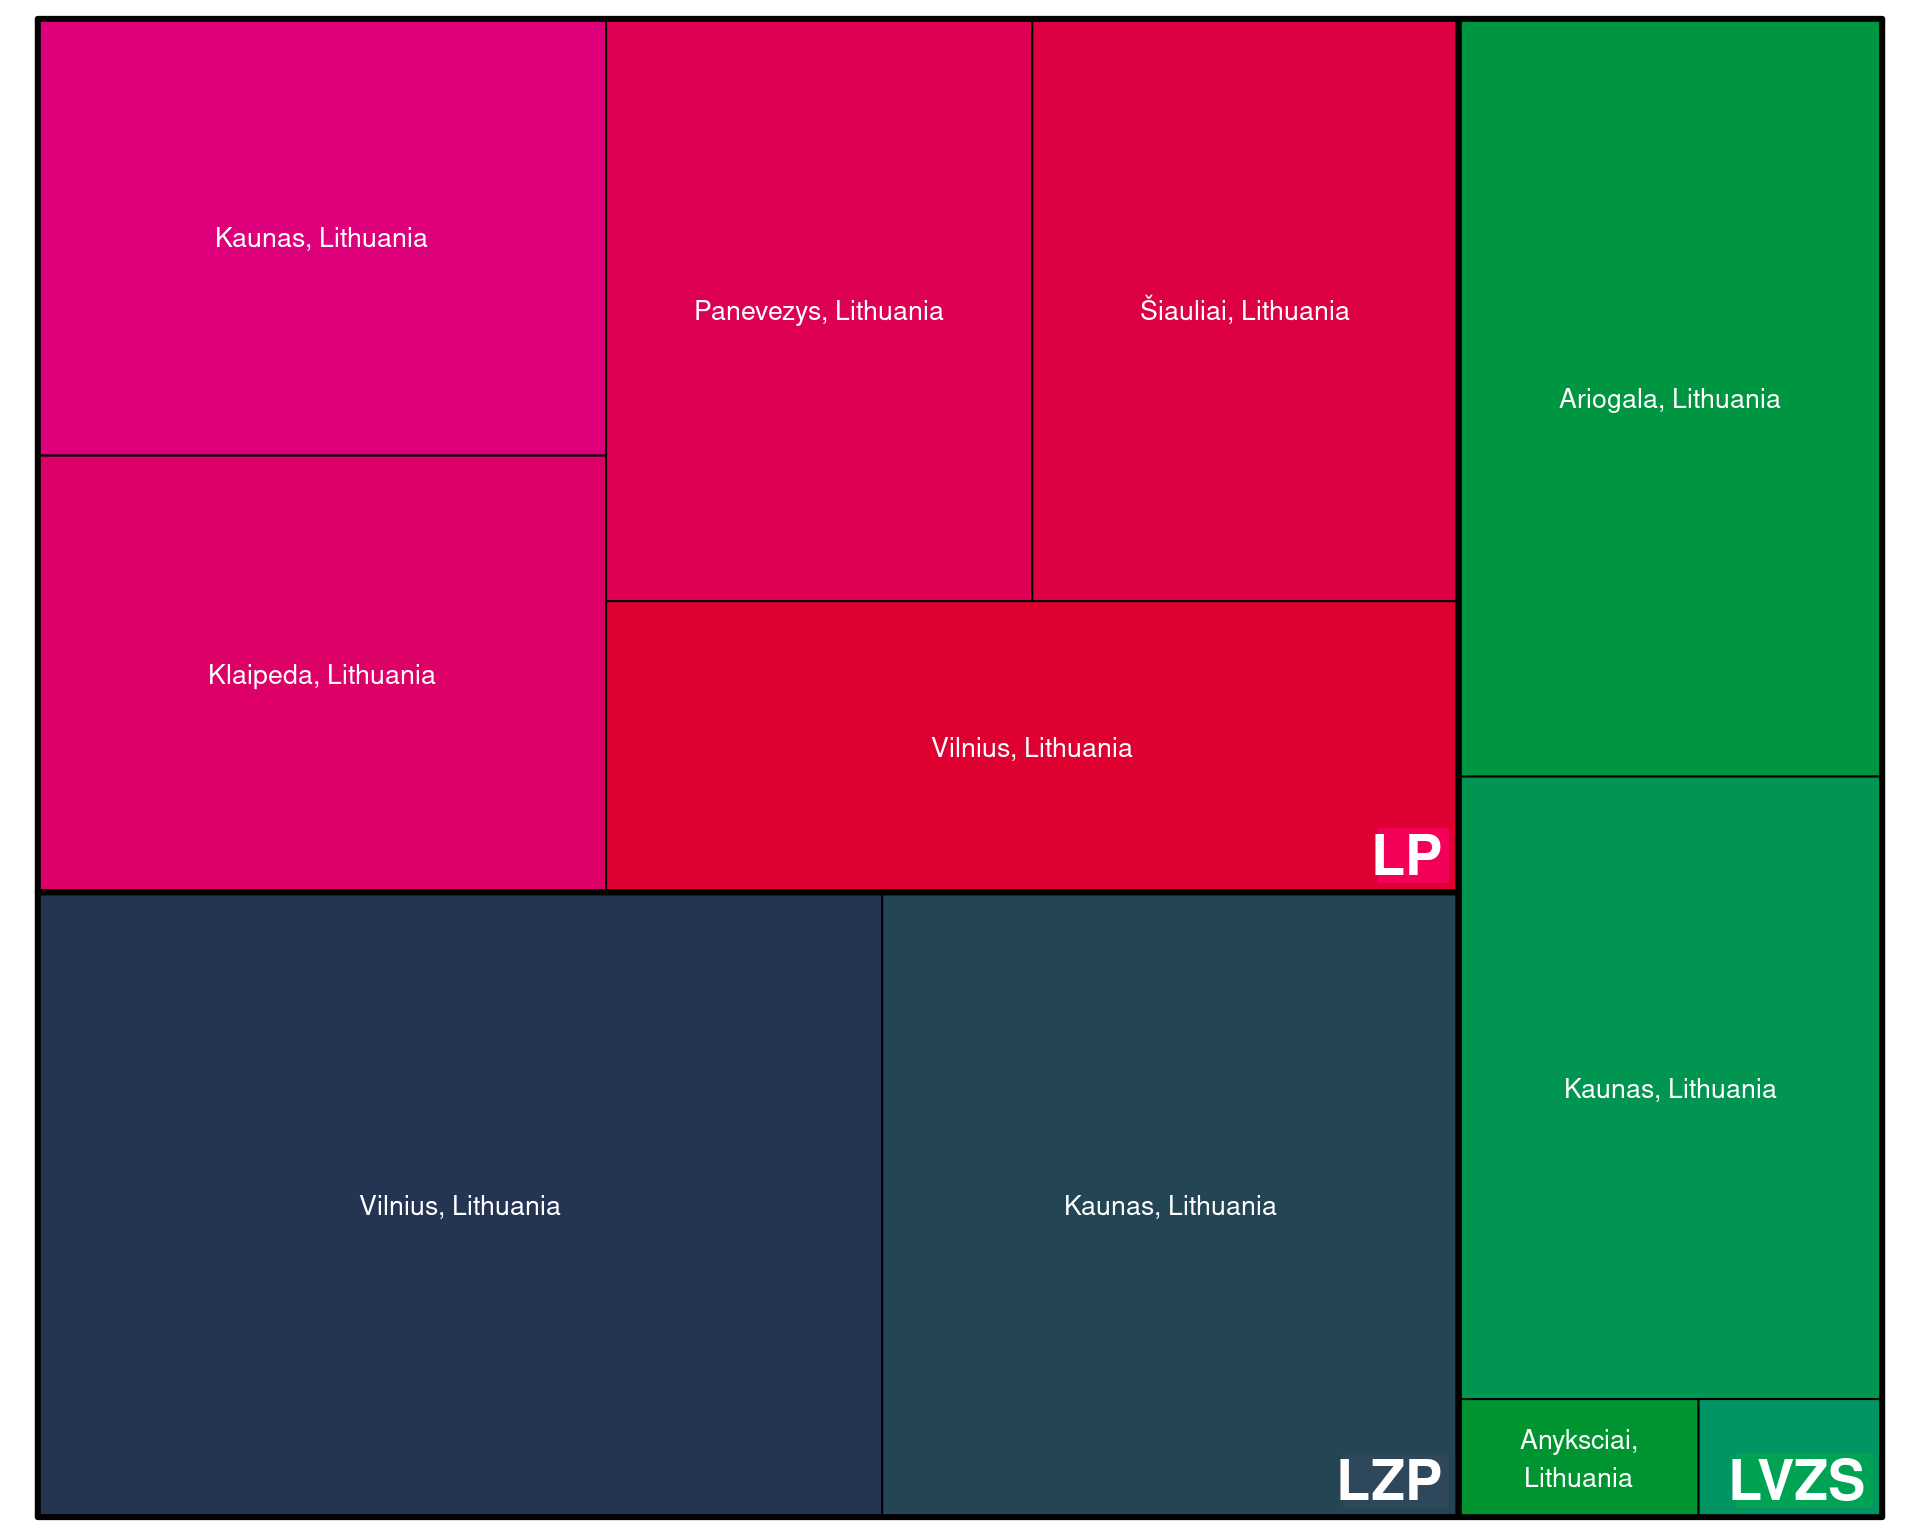 Kaunas, Lithuania
Panevezys, Lithuania
Šiauliai, Lithuania
Ariogala, Lithuania
Klaipeda, Lithuania
Vilnius, Lithuania
LP
Kaunas, Lithuania
Vilnius, Lithuania
Kaunas, Lithuania
LZP
Anyksciai,
Lithuania
LVZS